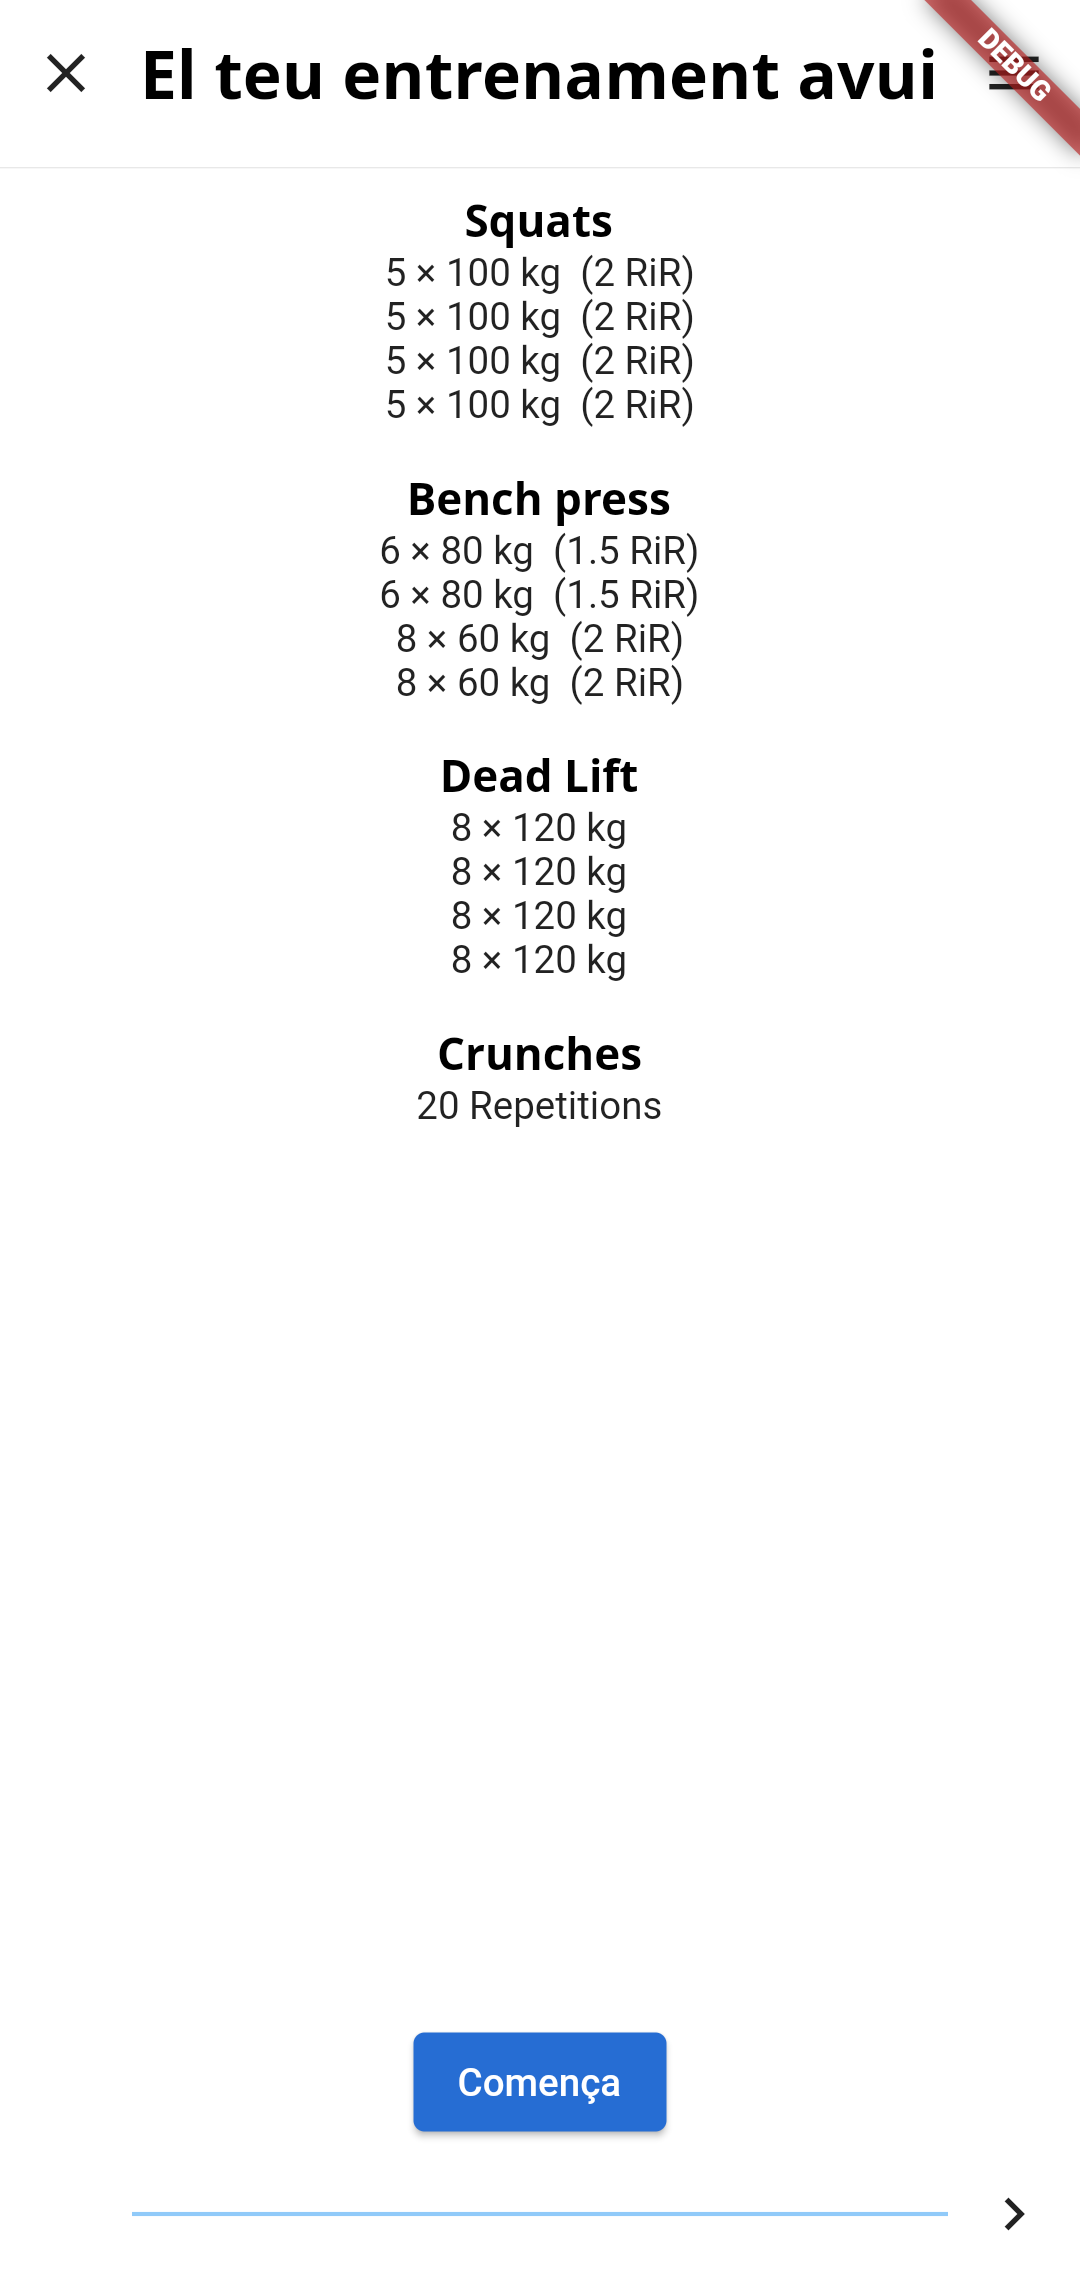 El teu entrenament avui
DEBUG
Squats
5 × 100 kg (2 RiR)
5 × 100 kg (2 RiR)
5 × 100 kg (2 RiR)
5 × 100 kg (2 RiR)
Bench press
6 × 80 kg (1.5 RiR)
6 × 80 kg (1.5 RiR)
8 × 60 kg (2 RiR)
8 × 60 kg (2 RiR)
Dead Lift
8 × 120 kg
8 × 120 kg
8 × 120 kg
8 × 120 kg
Crunches
20 Repetitions
Comença